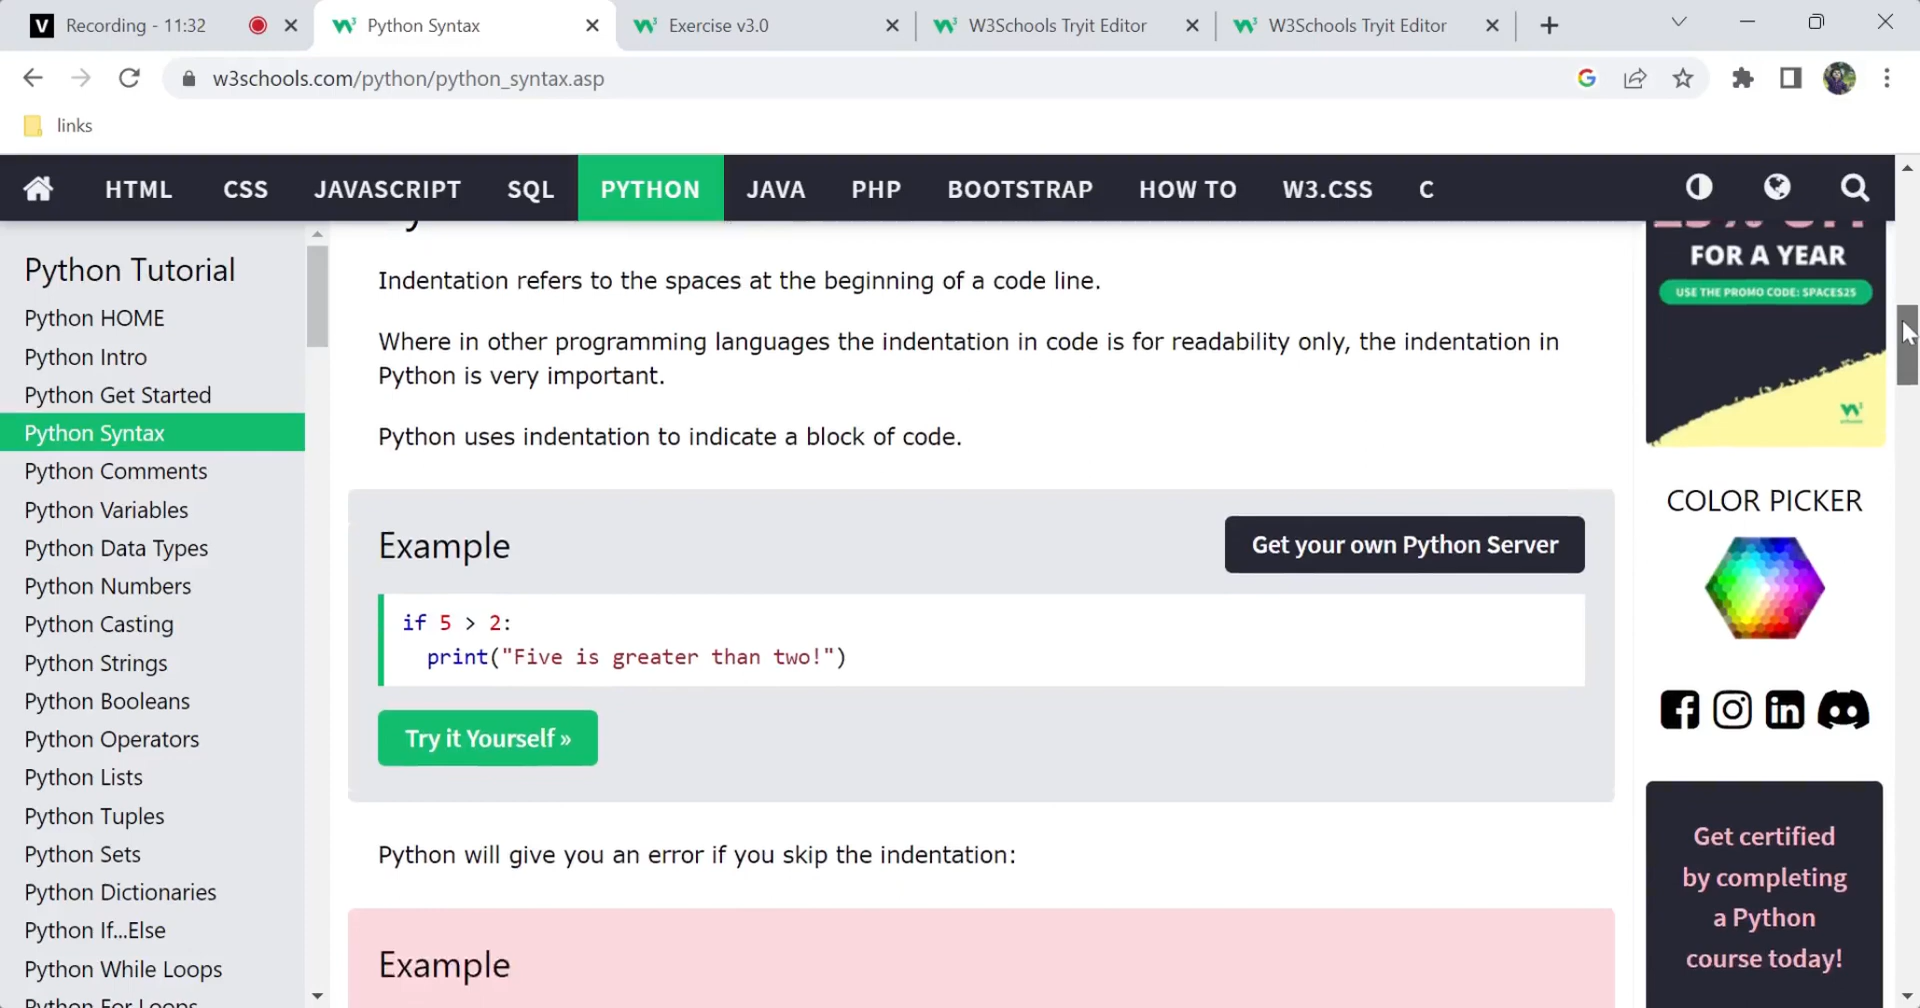 V Recording - 11:32
Python Syntax
Exercise v3.0
W3Schools Tryit Editor
W3Schools Tryit Editor
w3schools.com/python/python_syntax.asp
links
HTML CSS JAVASCRIPT SQL PYTHON JAVA PHP BOOTSTRAP HOW TO W3.CSS C
Python Tutorial
Python HOME
Python Intro
Python Get Started
Python Syntax
Python Comments
Python Variables
Python Data Types
Python Numbers
Python Casting
Python Strings
Python Booleans
Python Operators
Python Lists
Python Tuples
Python Sets
Python Dictionaries
Python If...Else
Python While Loops
Python For Loops
Indentation refers to the spaces at the beginning of a code line.
Where in other programming languages the indentation in code is for readability only, the indentation in
Python is very important.
Python uses indentation to indicate a block of code.
Example
Get your own Python Server
if 5 > 2:
  print("Five is greater than two!")
Try it Yourself »
Python will give you an error if you skip the indentation:
Example
FOR A YEAR
USE THE PROMO CODE: SPACES25
COLOR PICKER
Get certified
by completing
a Python
course today!